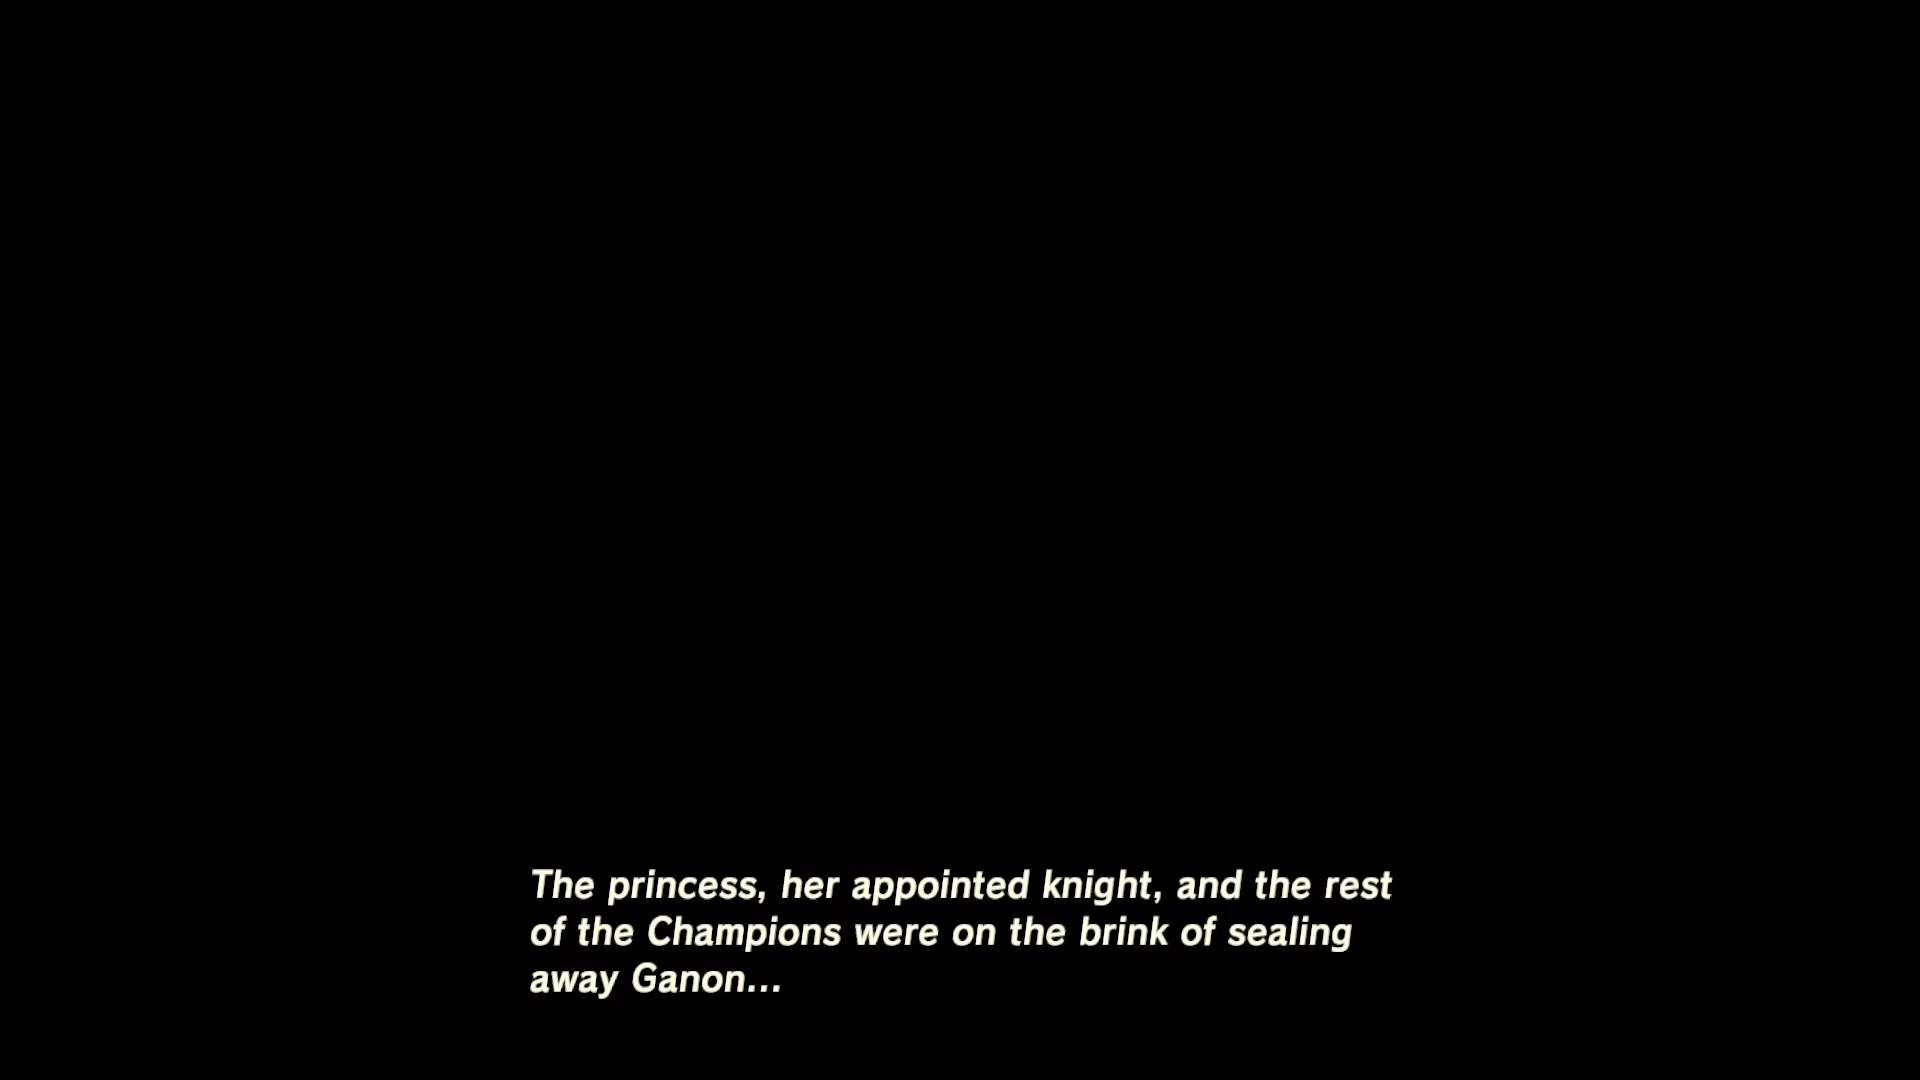 The princess, her appointed knight, and the rest
of the Champions were on the brink of sealing
away Ganon...